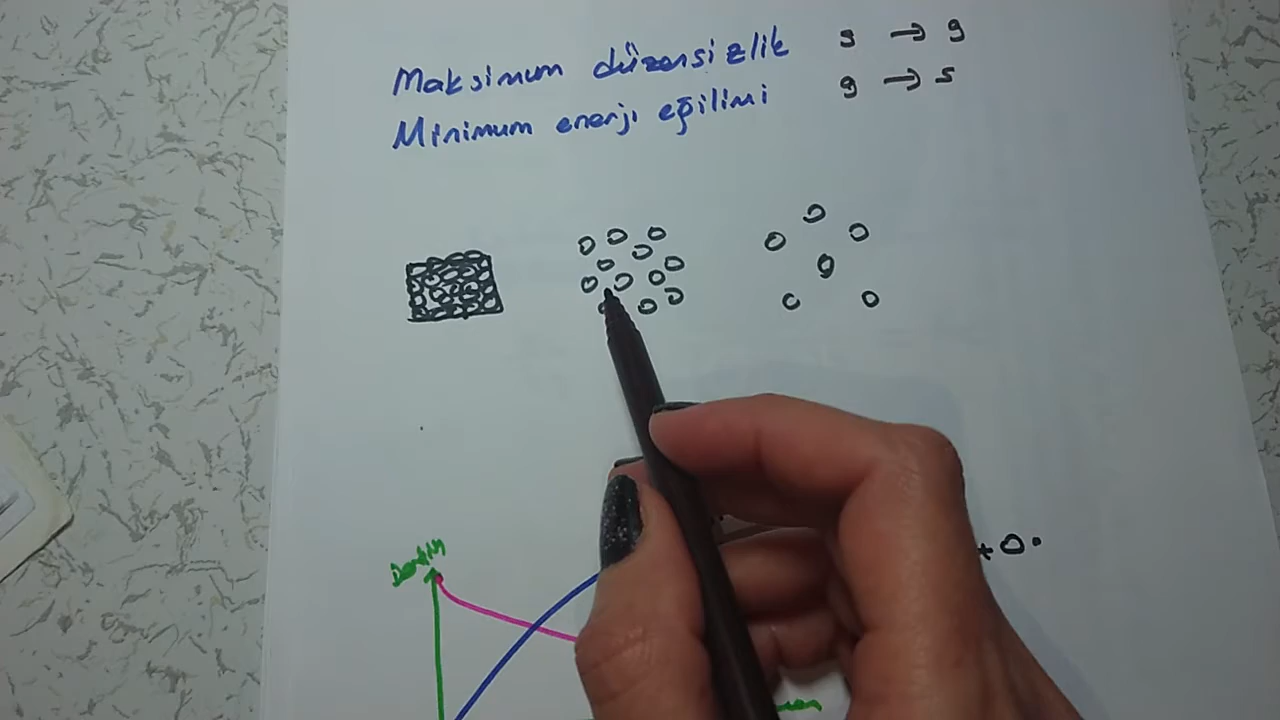 Maksimum düzensizlik s → g
Minimum enerji eğilimi g → s
+ O•